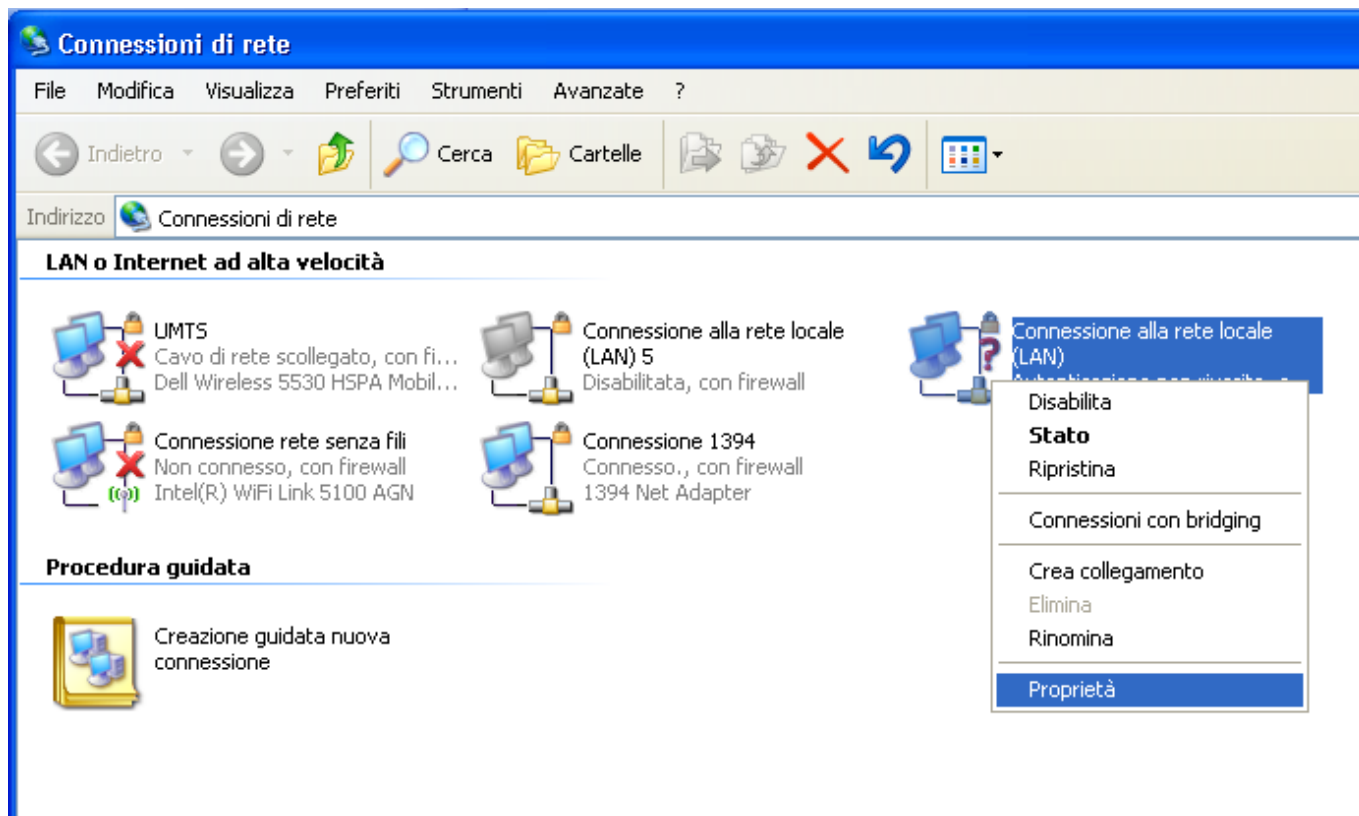 Connessioni di rete
File Modifica Visualizza Preferiti Strumenti Avanzate ?
Indietro Cerca Cartelle
Indirizzo Connessioni di rete
LAN o Internet ad alta velocità
UMTS
Cavo di rete scollegato, con fi...
Dell Wireless 5530 HSPA Mobil...
Connessione alla rete locale
(LAN) 5
Disabilitata, con firewall
Connessione alla rete locale
(LAN)
Connessione rete senza fili
Non connesso, con firewall
Intel(R) WiFi Link 5100 AGN
Connessione 1394
Connesso., con firewall
1394 Net Adapter
Disabilita
Stato
Ripristina
Connessioni con bridging
Crea collegamento
Elimina
Rinomina
Proprietà
Procedura guidata
Creazione guidata nuova
connessione